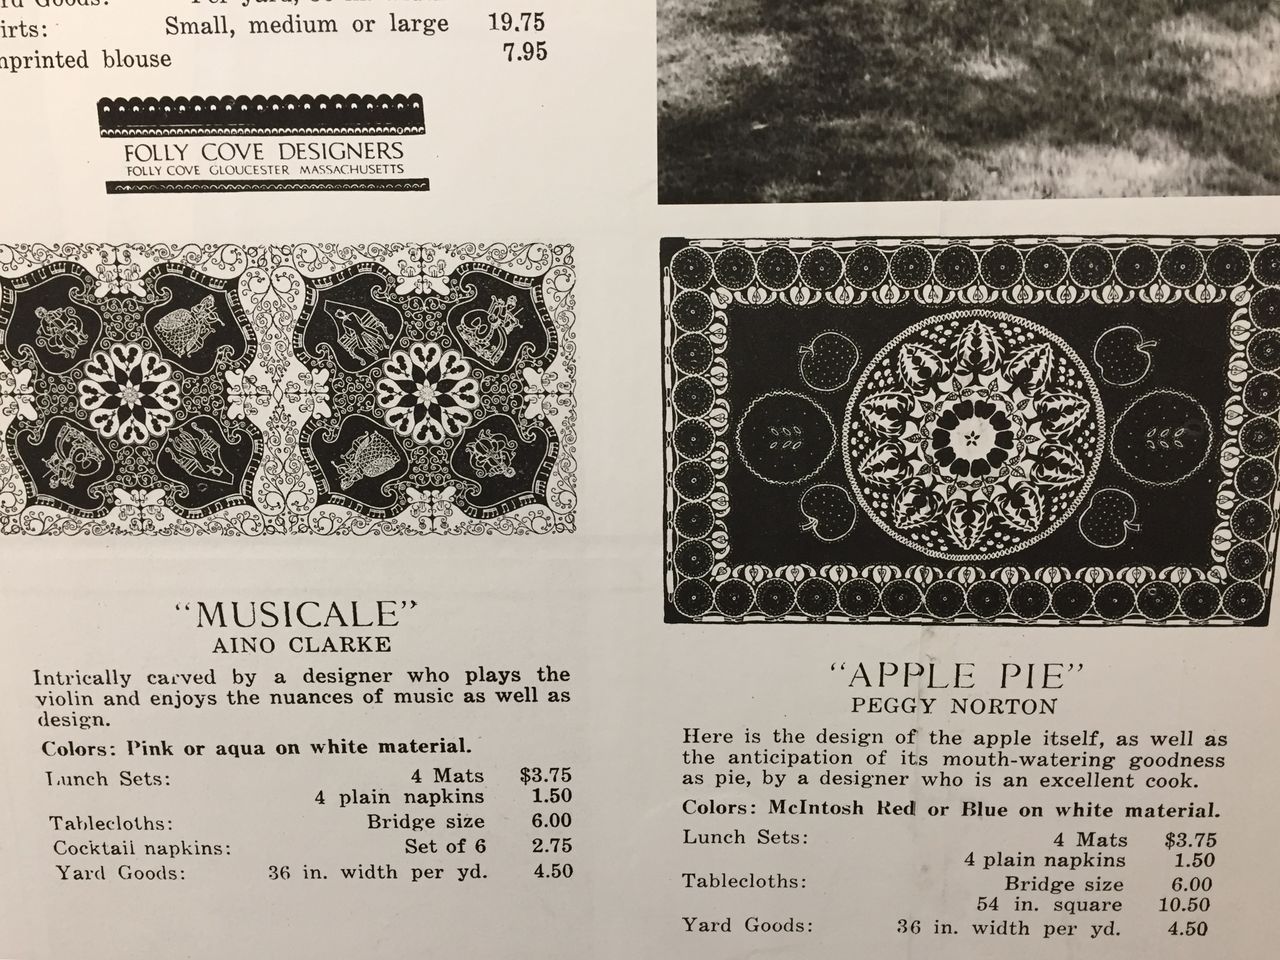 Small, medium or large 19.75
blouse 7.95
FOLLY COVE DESIGNERS
FOLLY COVE GLOUCESTER MASSACHUSETTS
"MUSICALE"
AINO CLARKE
Intrically carved by a designer who plays the
violin and enjoys the nuances of music as well as
design.
Colors: Pink or aqua on white material.
Lunch Sets: 4 Mats $3.75
4 plain napkins 1.50
Tablecloths: Bridge size 6.00
Cocktail napkins: Set of 6 2.75
Yard Goods: 36 in. width per yd. 4.50
"APPLE PIE"
PEGGY NORTON
Here is the design of the apple itself, as well as
the anticipation of its mouth-watering goodness
as pie, by a designer who is an excellent cook.
Colors: McIntosh Red or Blue on white material.
Lunch Sets: 4 Mats $3.75
4 plain napkins 1.50
Tablecloths: Bridge size 6.00
54 in. square 10.50
Yard Goods: 36 in. width per yd. 4.50